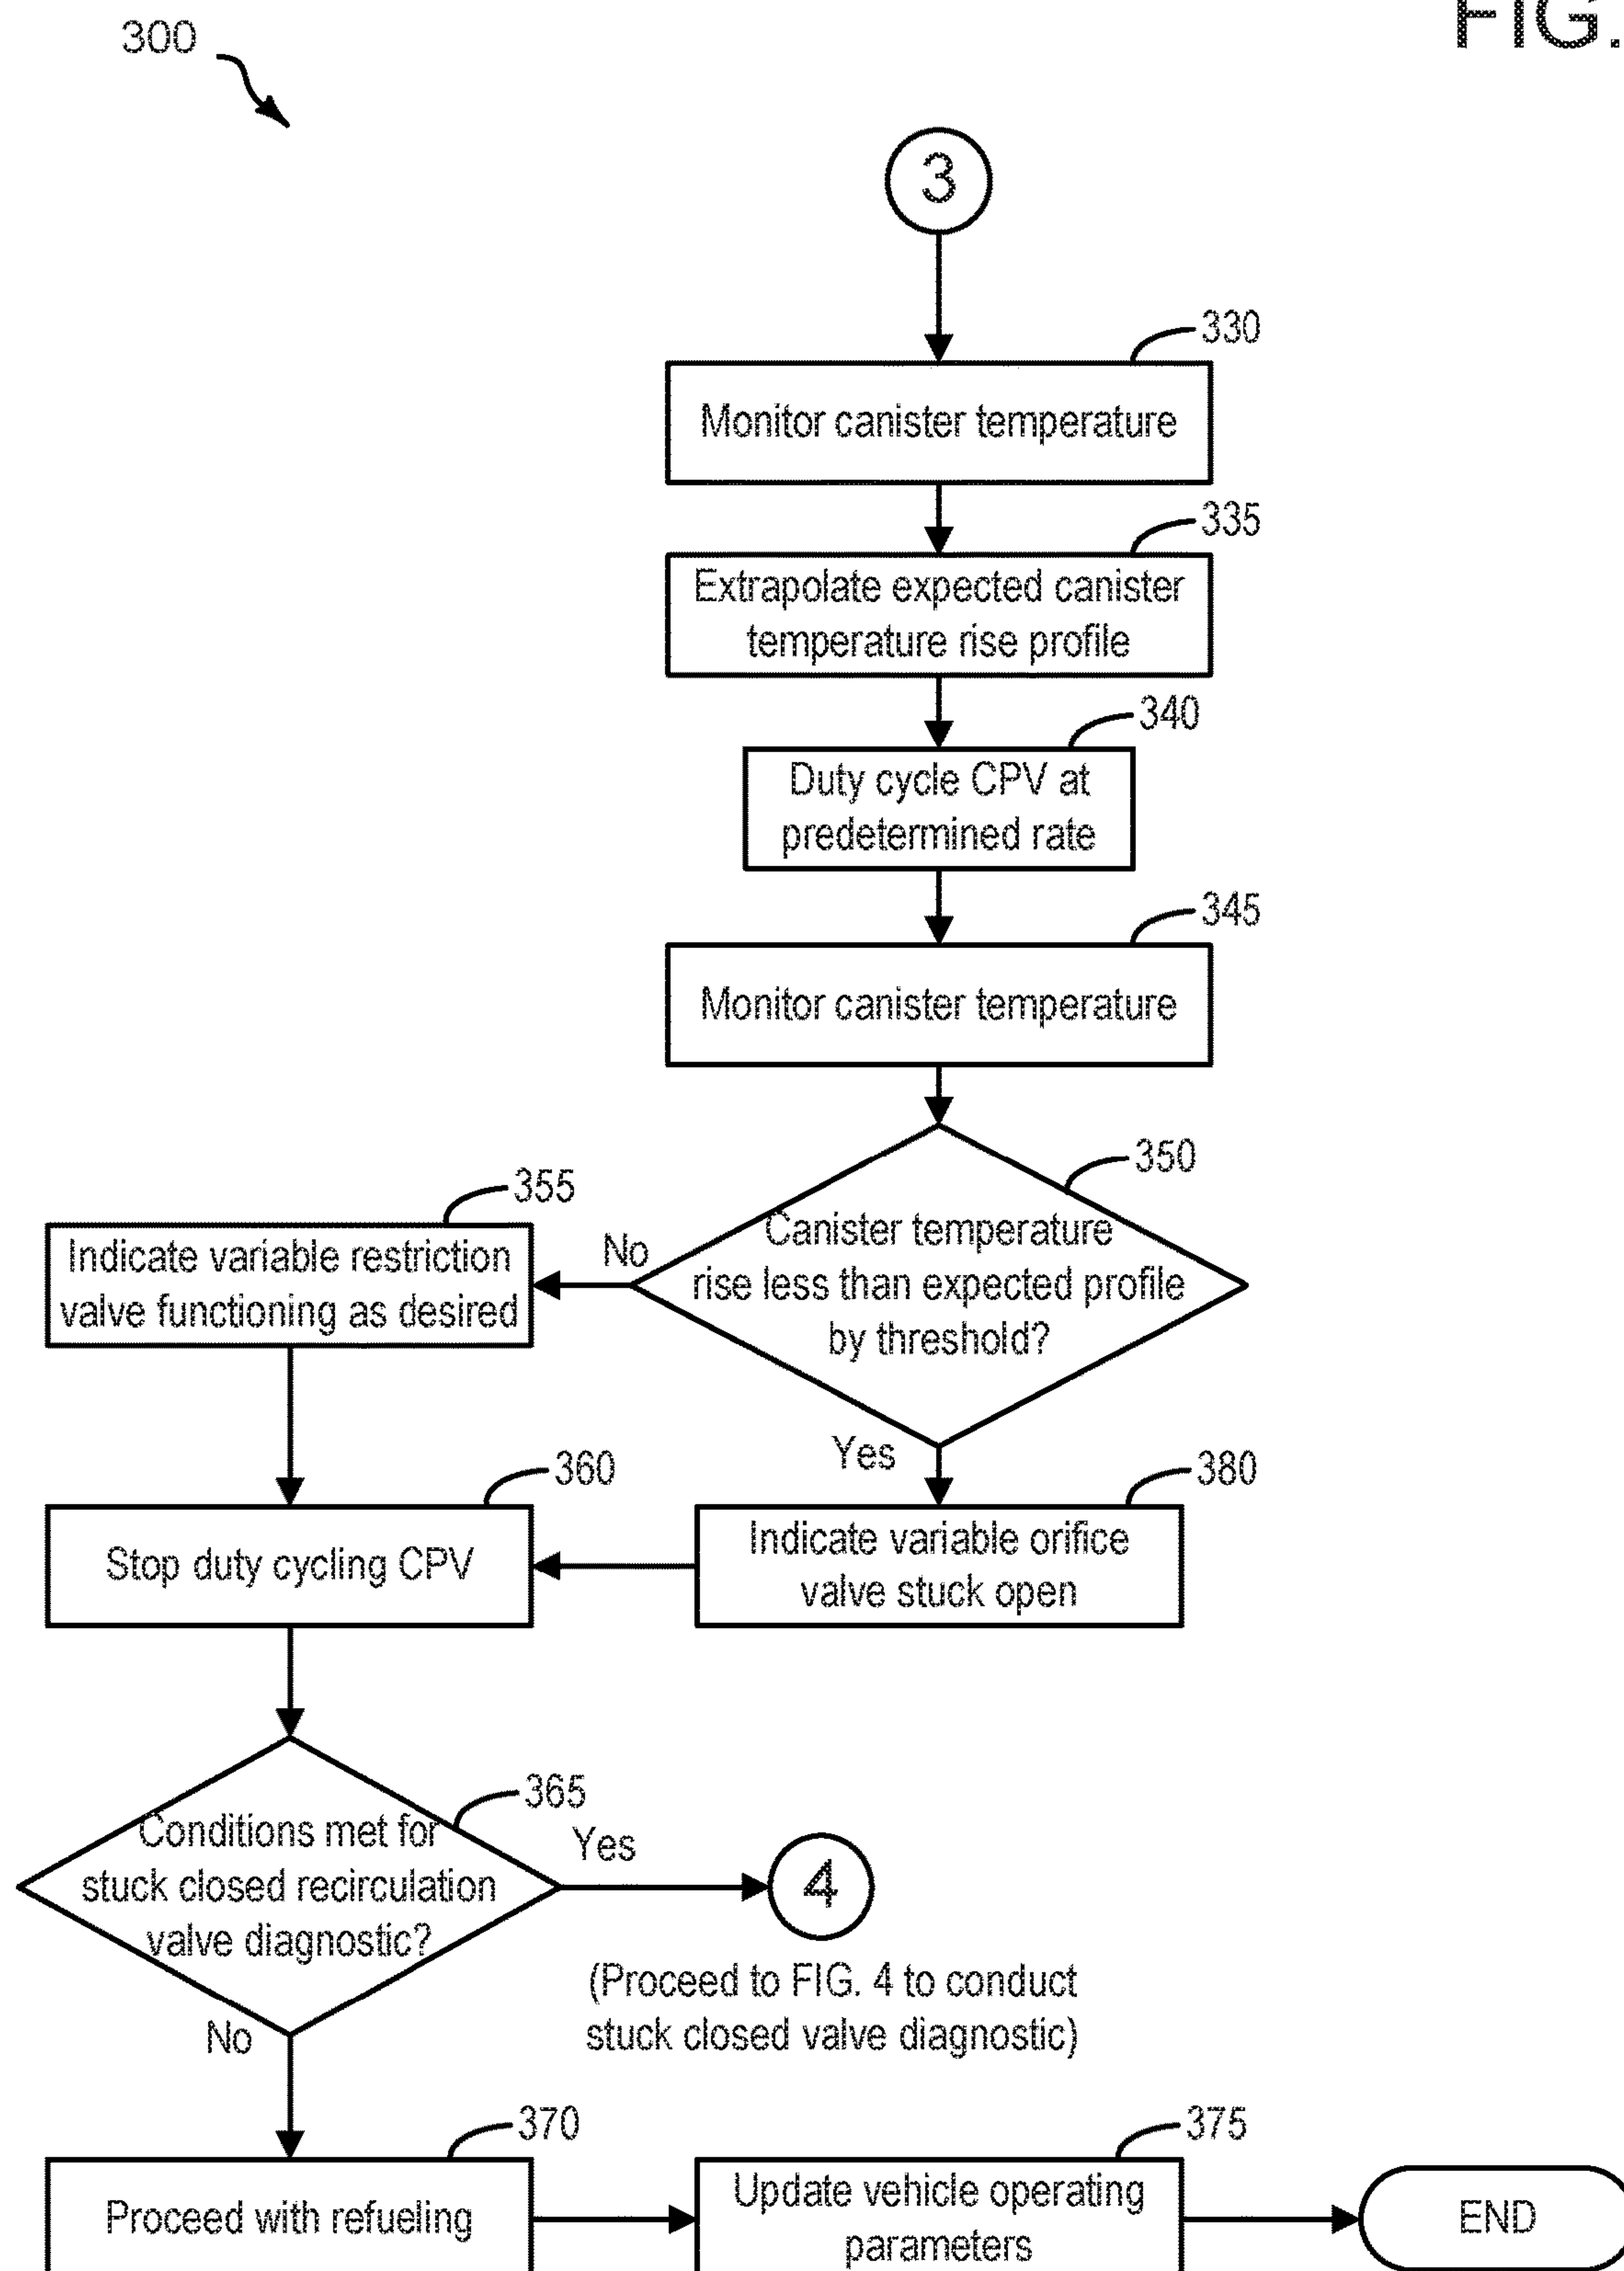 300
FIG.
3
330
Monitor canister temperature
335
Extrapolate expected canister
temperature rise profile
340
Duty cycle CPV at
predetermined rate
345
Monitor canister temperature
350
Canister temperature
rise less than expected profile
by threshold?
No
355
Indicate variable restriction
valve functioning as desired
Yes
380
Indicate variable orifice
valve stuck open
360
Stop duty cycling CPV
365
Conditions met for
stuck closed recirculation
valve diagnostic?
Yes
4
(Proceed to FIG. 4 to conduct
stuck closed valve diagnostic)
No
370
Proceed with refueling
375
Update vehicle operating
parameters
END